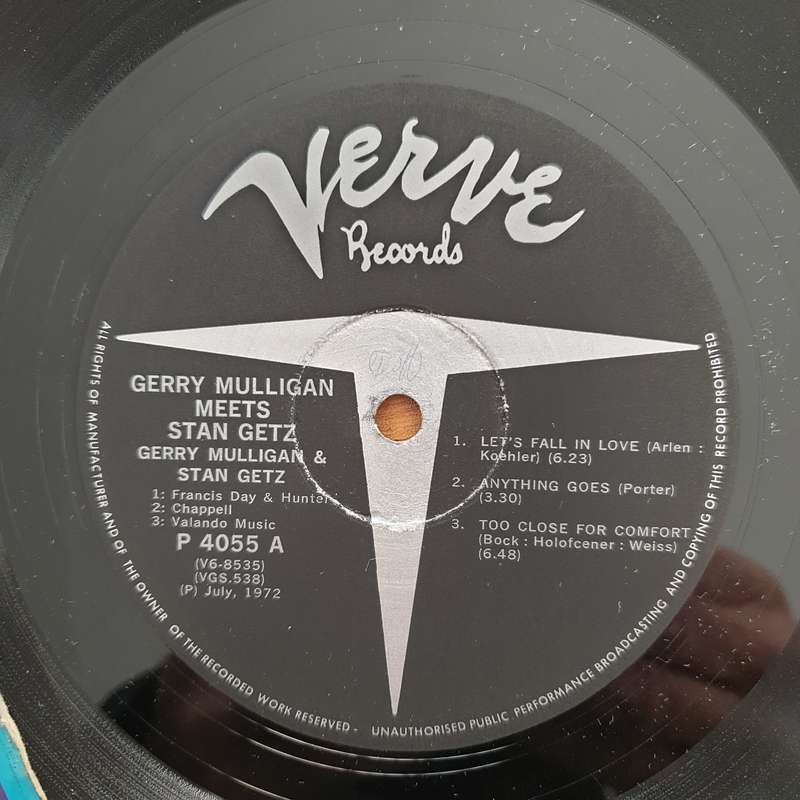 Verve
Records
GERRY MULLIGAN
MEETS
STAN GETZ
GERRY MULLIGAN &
STAN GETZ
1: Francis Day & Hunter
2: Chappell
3: Valando Music
P 4055 A
(V6-8535)
(VGS.538)
(P) July, 1972
1. LET'S FALL IN LOVE (Arlen :
Koehler) (6.23)
2. ANYTHING GOES (Porter)
(3.30)
3. TOO CLOSE FOR COMFORT
(Bock : Holofcener : Weiss)
(6.48)
ALL RIGHTS OF MANUFACTURER AND OF THE OWNER OF THE RECORDED WORK RESERVED - UNAUTHORISED PUBLIC PERFORMANCE BROADCASTING AND COPYING OF THIS RECORD PROHIBITED